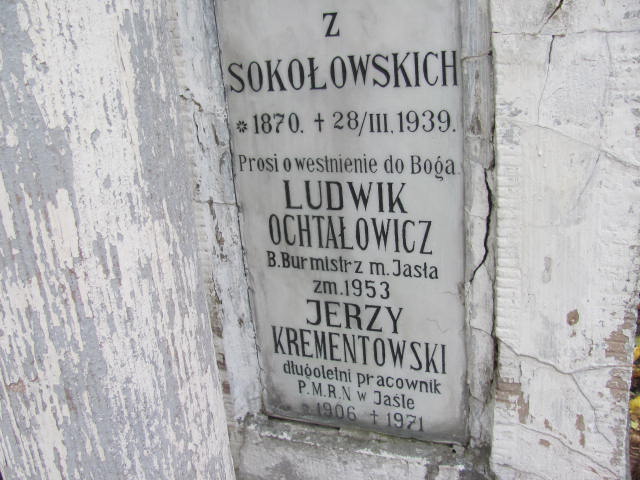 Z
SOKOŁOWSKICH
* 1870. † 28/III.1939.
Prosi o westnienie do Boga.
LUDWIK
OCHTAŁOWICZ
B. Burmistrz m. Jasła
zm. 1953
JERZY
KREMENTOWSKI
długoletni pracownik
P.M.R.N w Jaśle
* 1906 † 1971